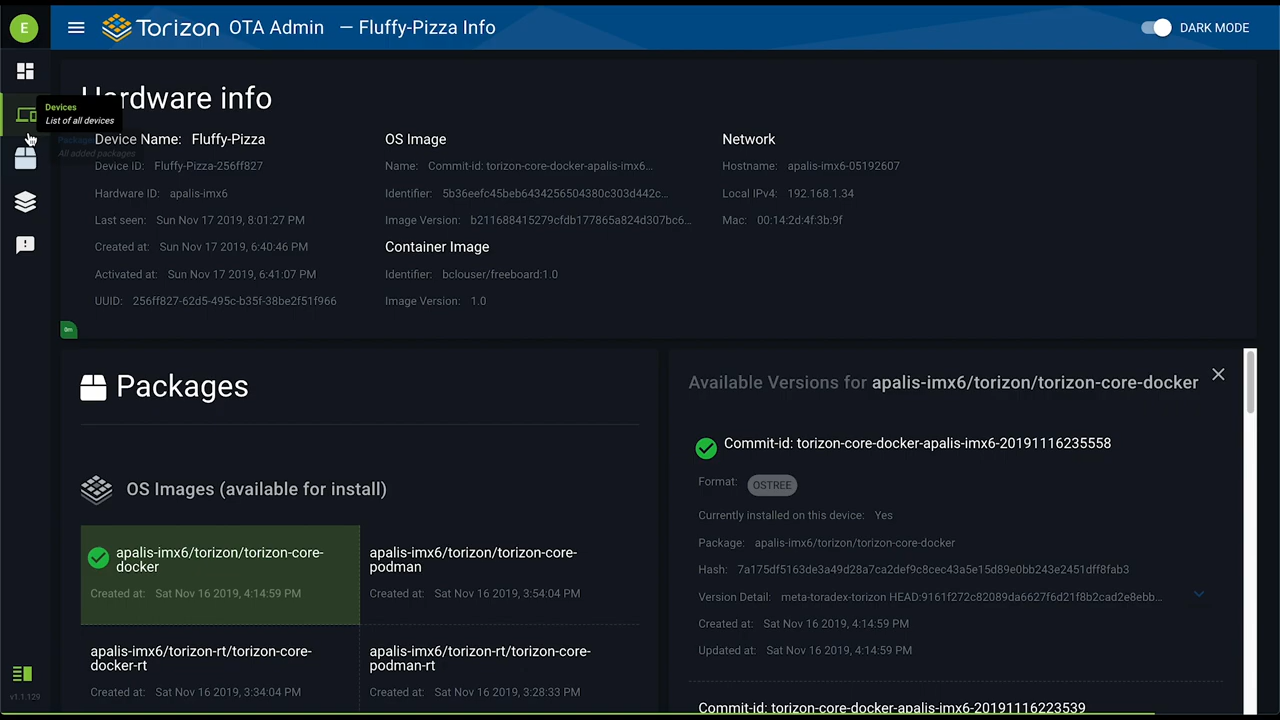 E
Torizon OTA Admin — Fluffy-Pizza Info
DARK MODE
Hardware info
Devices
List of all devices
All added packages
Device Name: Fluffy-Pizza
Device ID: Fluffy-Pizza-256ff827
Hardware ID: apalis-imx6
Last seen: Sun Nov 17 2019, 8:01:27 PM
Created at: Sun Nov 17 2019, 6:40:46 PM
Activated at: Sun Nov 17 2019, 6:41:07 PM
UUID: 256ff827-62d5-495c-b35f-38be2f51f966
OS Image
Name: Commit-id: torizon-core-docker-apalis-imx6...
Identifier: 5b36eefc45beb6434256504380c303d442c...
Image Version: b211688415279cfdb177865a824d307bc6...
Container Image
Identifier: bclouser/freeboard:1.0
Image Version: 1.0
Network
Hostname: apalis-imx6-05192607
Local IPv4: 192.168.1.34
Mac: 00:14:2d:4f:3b:9f
Packages
OS Images (available for install)
apalis-imx6/torizon/torizon-core-
docker
Created at: Sat Nov 16 2019, 4:14:59 PM
apalis-imx6/torizon/torizon-core-
podman
Created at: Sat Nov 16 2019, 3:54:04 PM
apalis-imx6/torizon-rt/torizon-core-
docker-rt
Created at: Sat Nov 16 2019, 3:34:04 PM
apalis-imx6/torizon-rt/torizon-core-
podman-rt
Created at: Sat Nov 16 2019, 3:28:33 PM
Available Versions for apalis-imx6/torizon/torizon-core-docker
Commit-id: torizon-core-docker-apalis-imx6-20191116235558
Format: OSTREE
Currently installed on this device: Yes
Package: apalis-imx6/torizon/torizon-core-docker
Hash: 7a175df5163de3a49d28a7ca2def9c8cec43a5e15d89e0bb243e2451dff8fab3
Version Detail: meta-toradex-torizon HEAD:9161f272c82089da6627f6d21f8b2cad2e8ebb...
Created at: Sat Nov 16 2019, 4:14:59 PM
Updated at: Sat Nov 16 2019, 4:14:59 PM
Commit-id: torizon-core-docker-apalis-imx6-20191116223539
v1.1.129